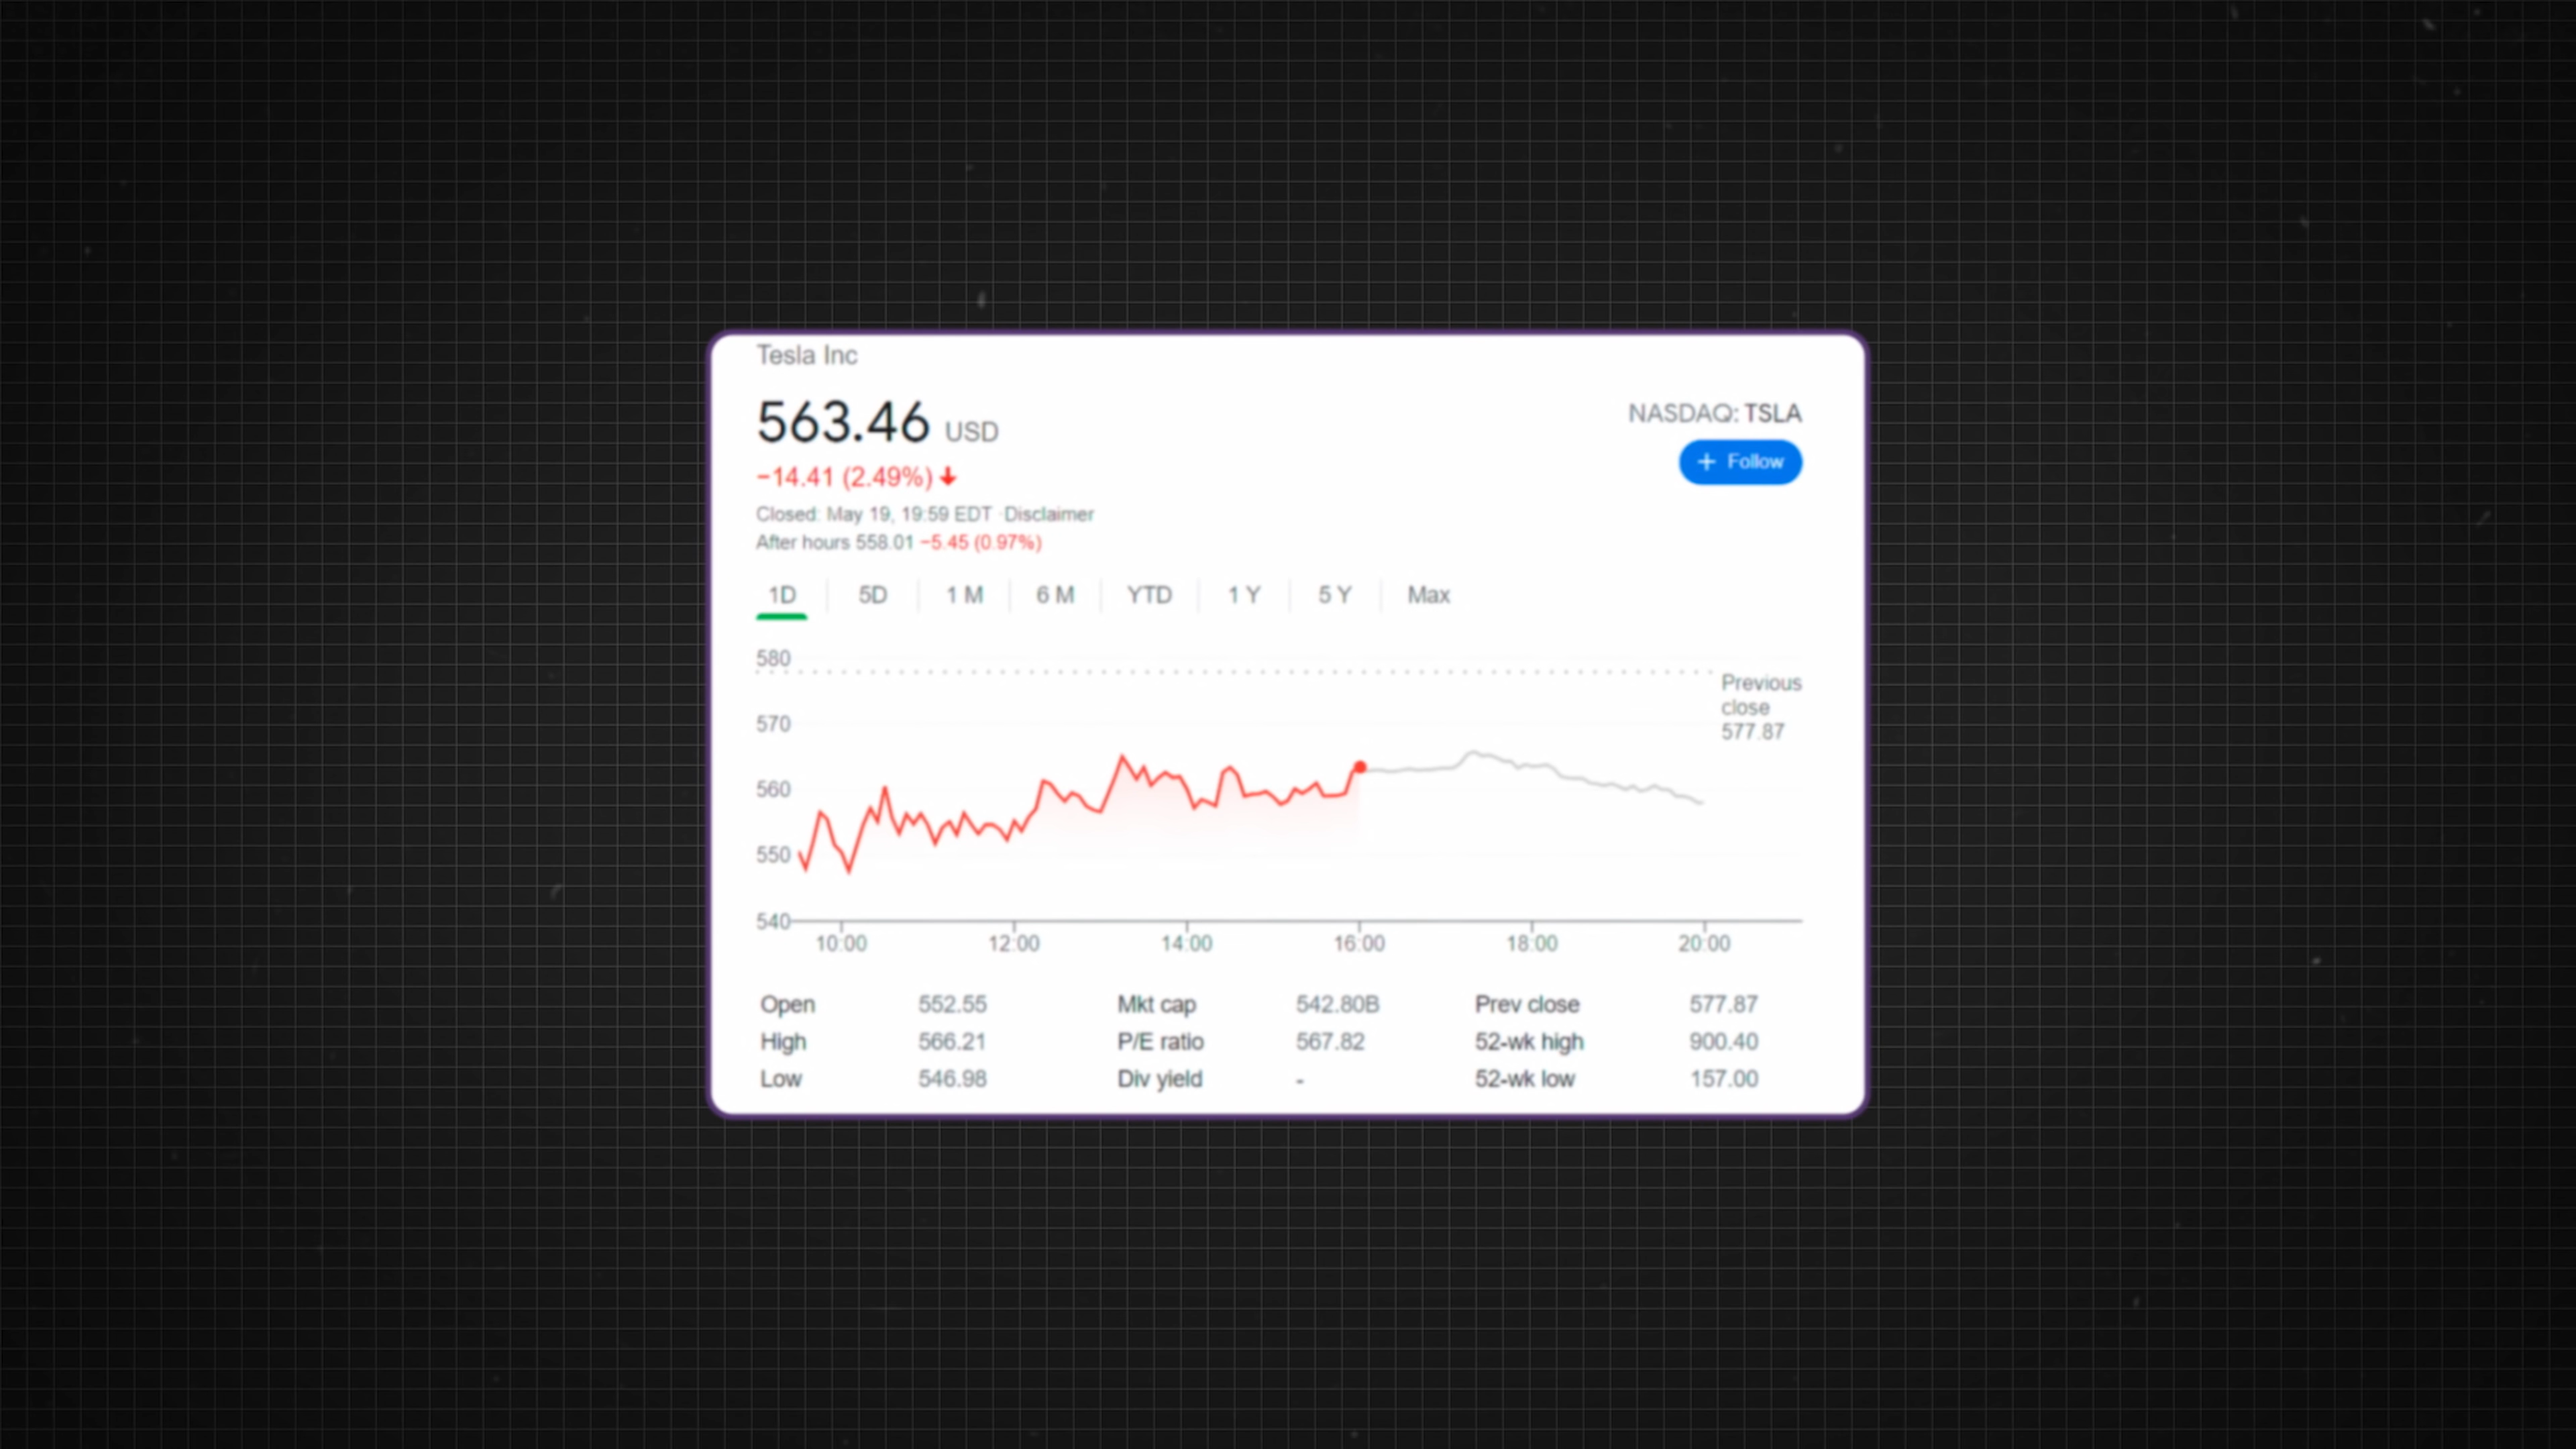 Tesla Inc
563.46 USD
NASDAQ: TSLA
−14.41 (2.49%)
+ Follow
Closed: May 19, 19:59 EDT · Disclaimer
After hours 558.01 −5.45 (0.97%)
1D 5D 1 M 6 M YTD 1 Y 5 Y Max
580
Previous
close
577.87
570
560
550
540
10:00 12:00 14:00 16:00 18:00 20:00
Open 552.55 Mkt cap 542.80B Prev close 577.87
High 566.21 P/E ratio 567.82 52-wk high 900.40
Low 546.98 Div yield - 52-wk low 157.00